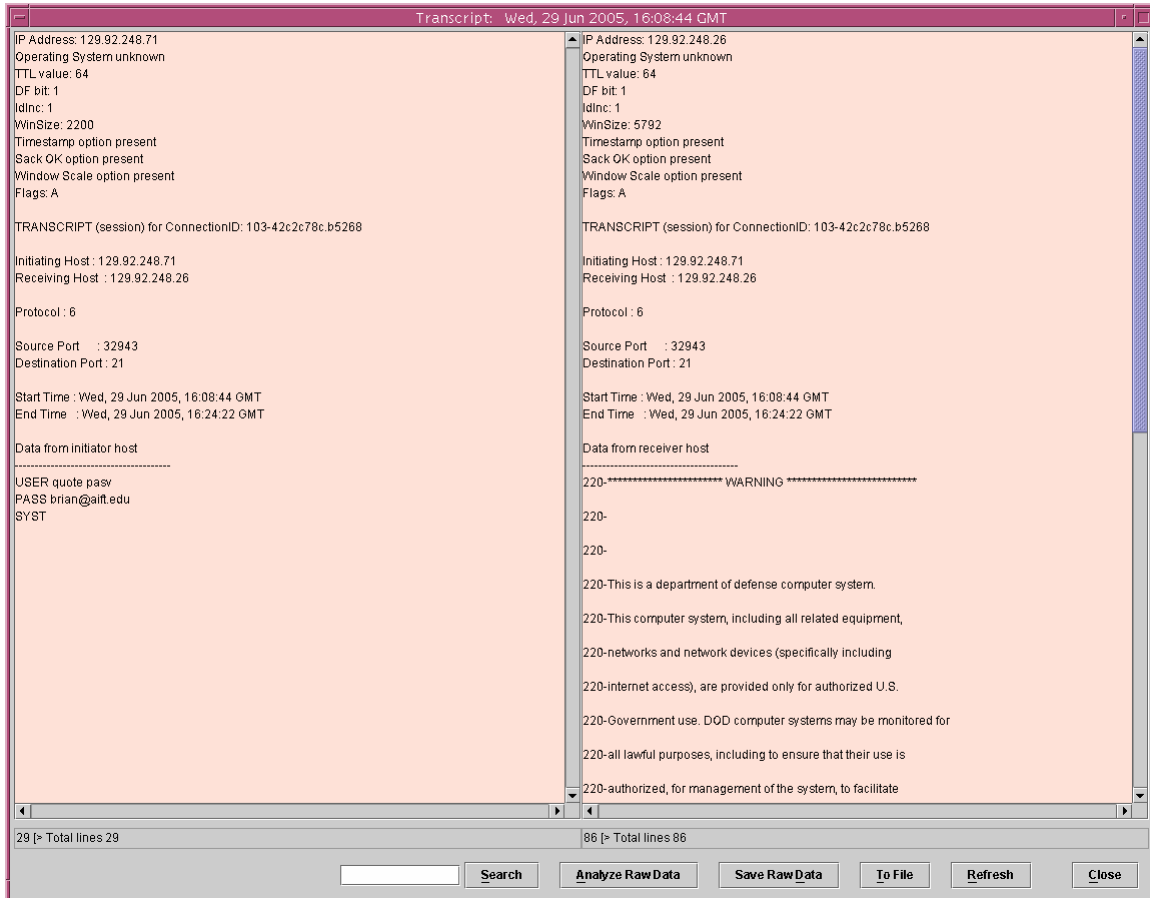 Transcript: Wed, 29 Jun 2005, 16:08:44 GMT
IP Address: 129.92.248.71
Operating System unknown
TTL value: 64
DF bit: 1
IdInc: 1
WinSize: 2200
Timestamp option present
Sack OK option present
Window Scale option present
Flags: A
TRANSCRIPT (session) for ConnectionID: 103-42c2c78c.b5268
Initiating Host : 129.92.248.71
Receiving Host : 129.92.248.26
Protocol : 6
Source Port : 32943
Destination Port : 21
Start Time : Wed, 29 Jun 2005, 16:08:44 GMT
End Time : Wed, 29 Jun 2005, 16:24:22 GMT
Data from initiator host
---------------------------------------
USER quote pasv
PASS brian@aift.edu
SYST
29 [> Total lines 29
IP Address: 129.92.248.26
Operating System unknown
TTL value: 64
DF bit: 1
IdInc: 1
WinSize: 5792
Timestamp option present
Sack OK option present
Window Scale option present
Flags: A
TRANSCRIPT (session) for ConnectionID: 103-42c2c78c.b5268
Initiating Host : 129.92.248.71
Receiving Host : 129.92.248.26
Protocol : 6
Source Port : 32943
Destination Port : 21
Start Time : Wed, 29 Jun 2005, 16:08:44 GMT
End Time : Wed, 29 Jun 2005, 16:24:22 GMT
Data from receiver host
---------------------------------------
220-*********************** WARNING **************************
220-
220-
220-This is a department of defense computer system.
220-This computer system, including all related equipment,
220-networks and network devices (specifically including
220-internet access), are provided only for authorized U.S.
220-Government use. DOD computer systems may be monitored for
220-all lawful purposes, including to ensure that their use is
220-authorized, for management of the system, to facilitate
86 [> Total lines 86
Search
Analyze Raw Data
Save Raw Data
To File
Refresh
Close